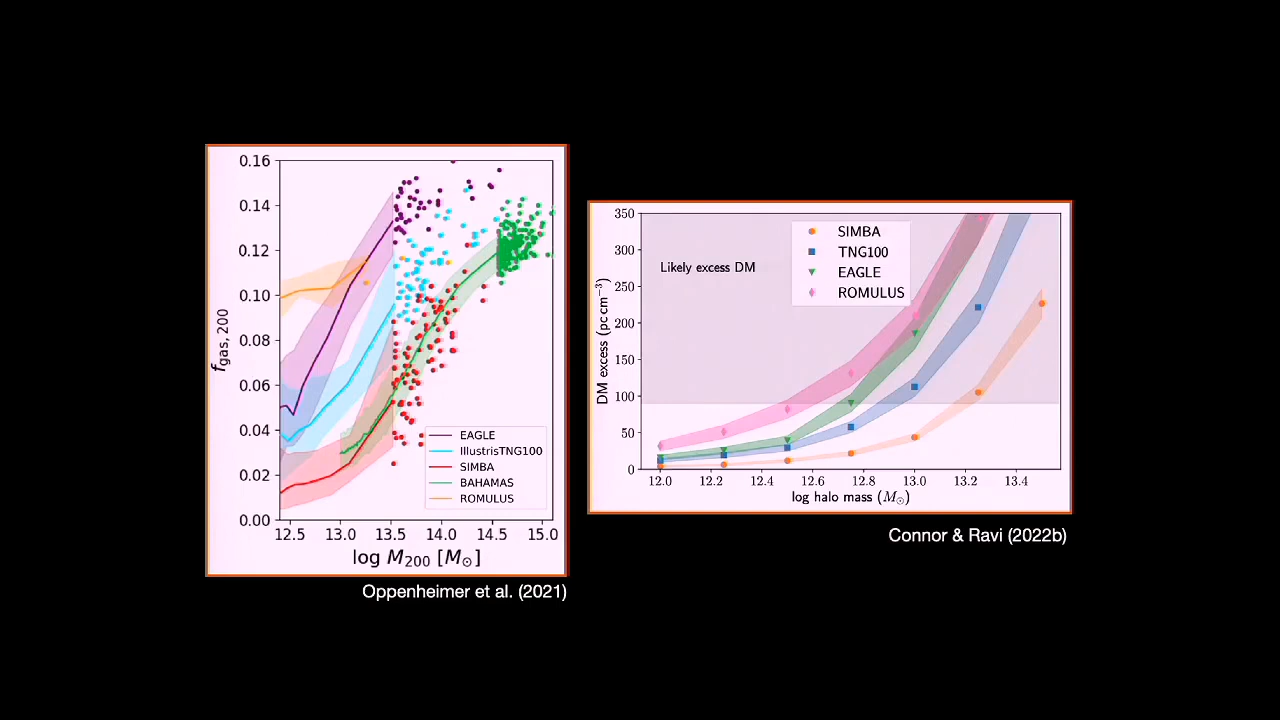 0.16
0.14
0.12
0.10
0.08
0.06
0.04
0.02
0.00
f_gas, 200
EAGLE
IllustrisTNG100
SIMBA
BAHAMAS
ROMULUS
12.5 13.0 13.5 14.0 14.5 15.0
log M_200 [M_⊙]
Oppenheimer et al. (2021)
350
300
250
200
150
100
50
0
DM excess (pc cm⁻³)
Likely excess DM
SIMBA
TNG100
EAGLE
ROMULUS
12.0 12.2 12.4 12.6 12.8 13.0 13.2 13.4
log halo mass (M_⊙)
Connor & Ravi (2022b)